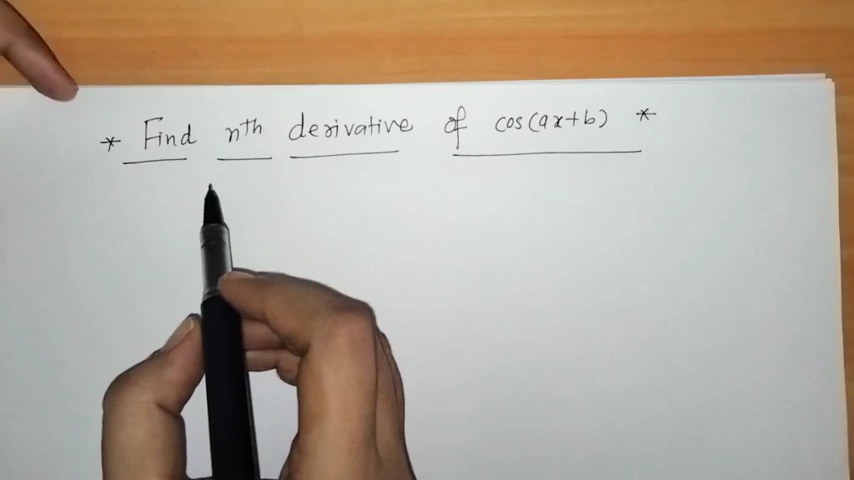 * Find nth derivative of cos(ax+b) *